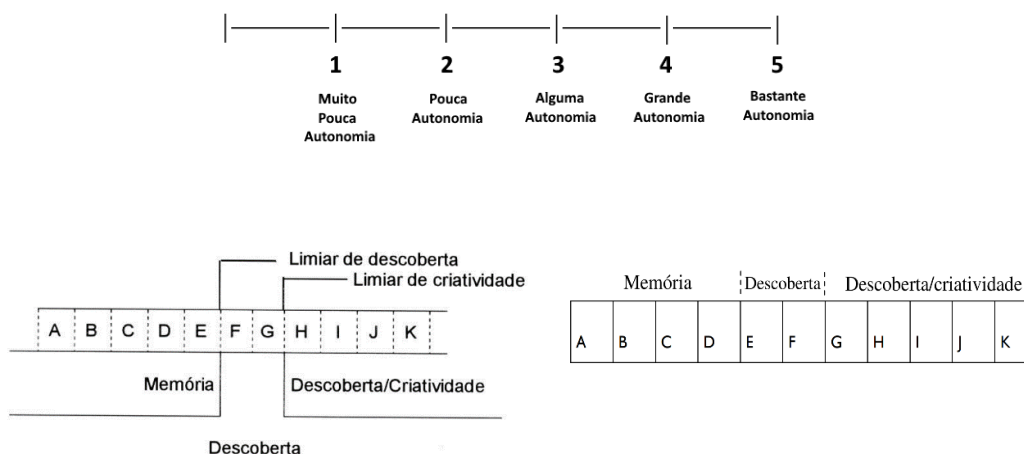 1 2 3 4 5
Muito Pouca Alguma Grande Bastante
Pouca Autonomia Autonomia Autonomia Autonomia
Autonomia
Limiar de descoberta
Limiar de criatividade
A B C D E F G H I J K
Memória Descoberta/Criatividade
Descoberta
Memória Descoberta Descoberta/criatividade
A B C D E F G H I J K